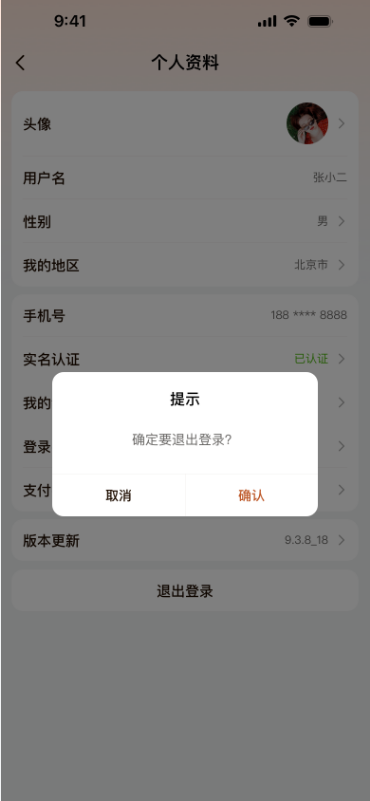 9:41
个人资料
头像
用户名 张小二
性别 男
我的地区 北京市
手机号 188 **** 8888
实名认证 已认证
我的
登录
支付
提示
确定要退出登录?
取消 确认
版本更新 9.3.8_18
退出登录